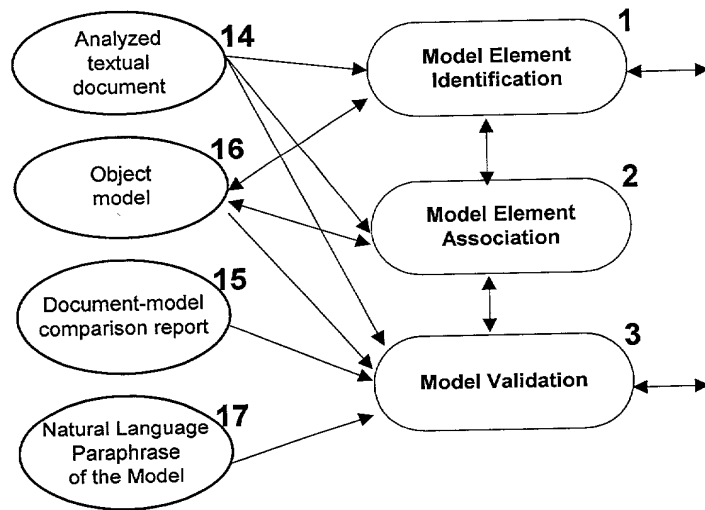 Analyzed
textual
document
14
Object
model
16
Document-model
comparison report
15
Natural Language
Paraphrase
of the Model
17
Model Element
Identification
1
Model Element
Association
2
Model Validation
3